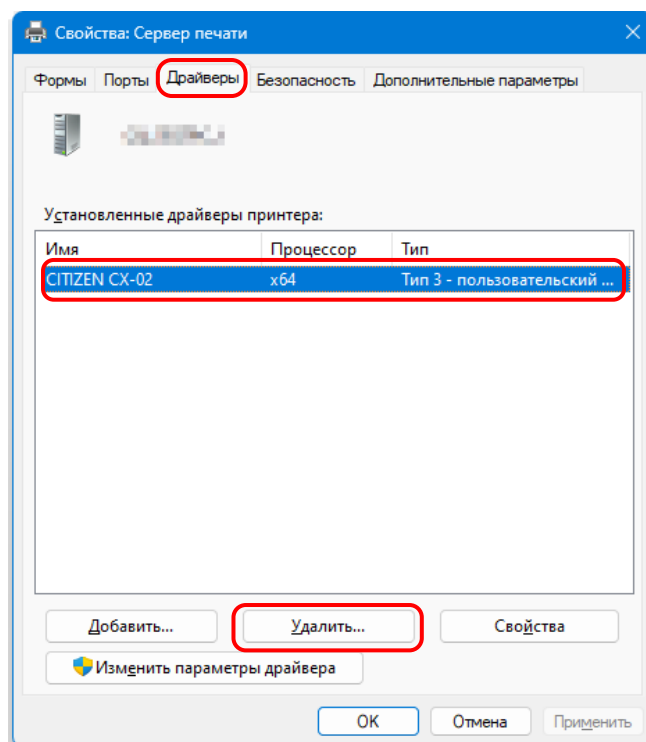 Свойства: Сервер печати
Формы Порты Драйверы Безопасность Дополнительные параметры
Установленные драйверы принтера:
Имя Процессор Тип
CITIZEN CX-02 x64 Тип 3 - пользовательский ...
Добавить... Удалить... Свойства
Изменить параметры драйвера
OK Отмена Применить